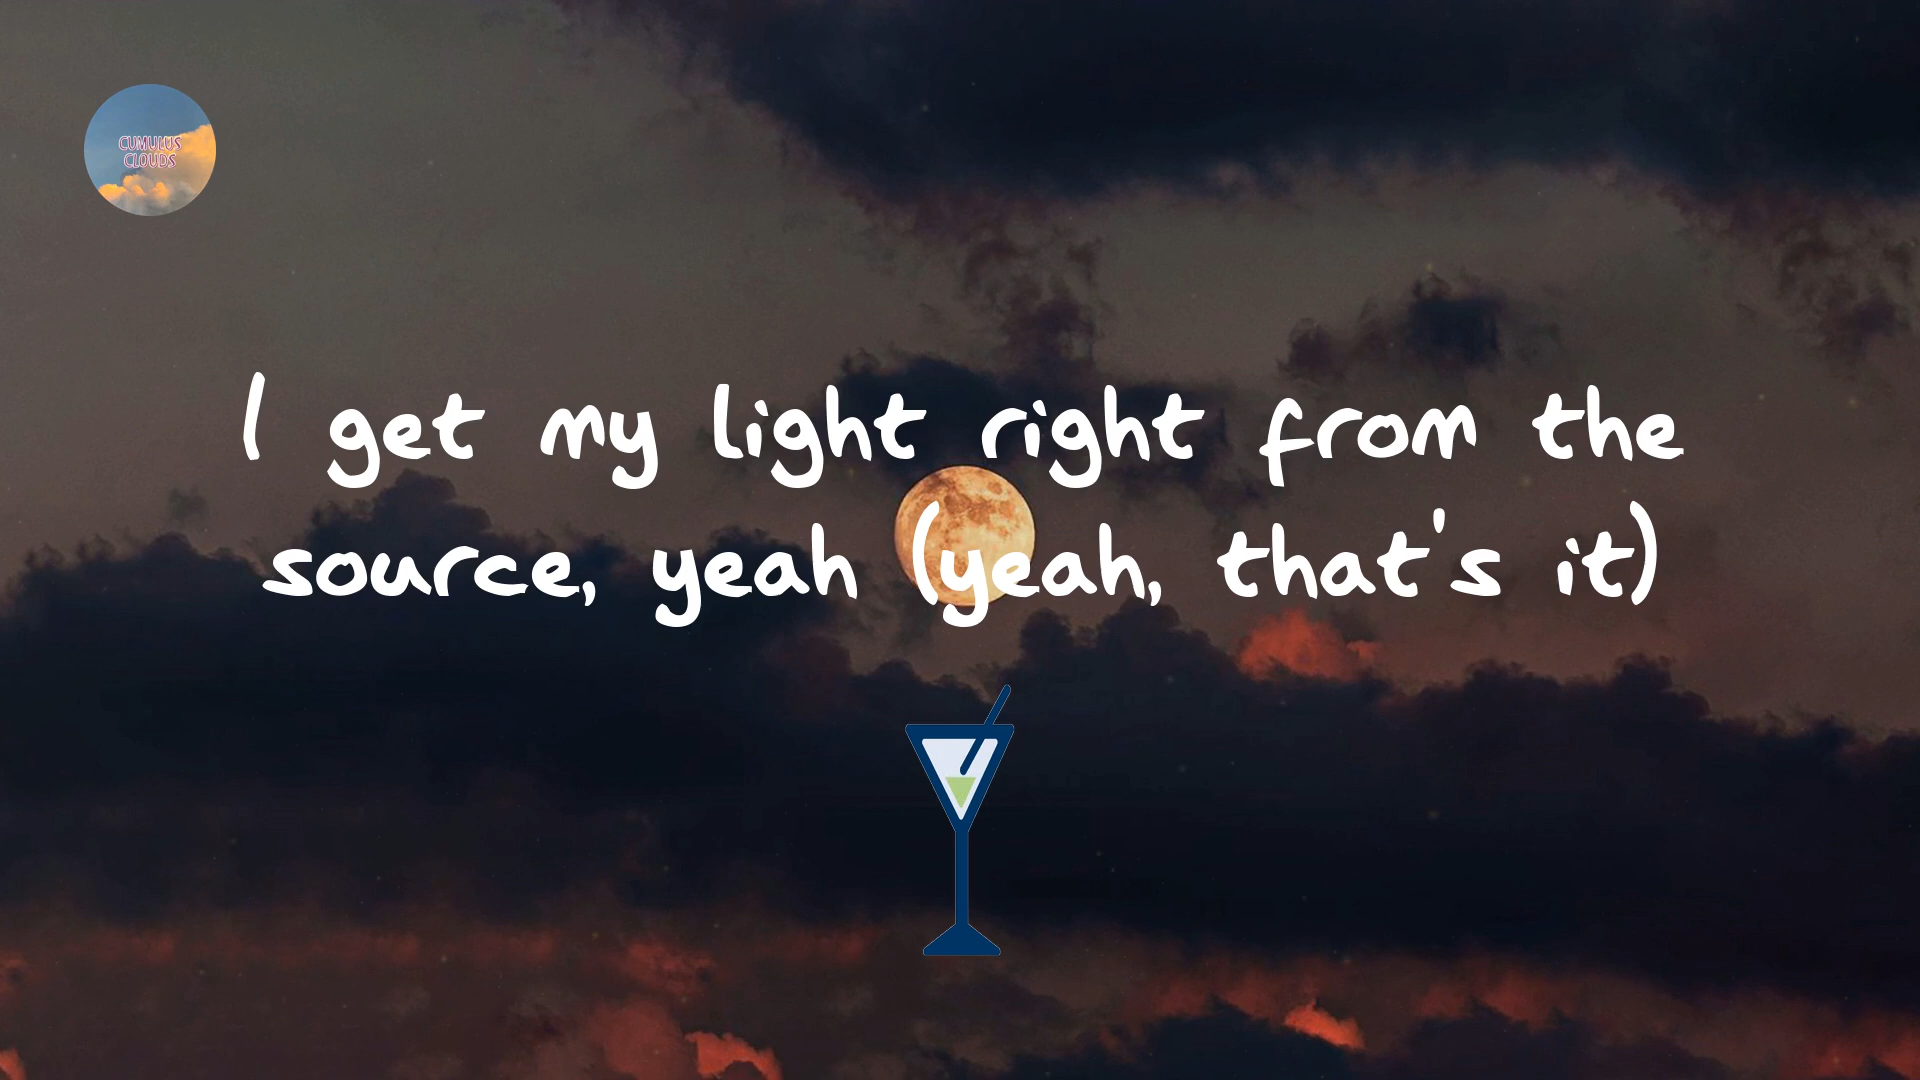 CUMULUS
CLOUDS
I get my light right from the
source, yeah (yeah, that's it)